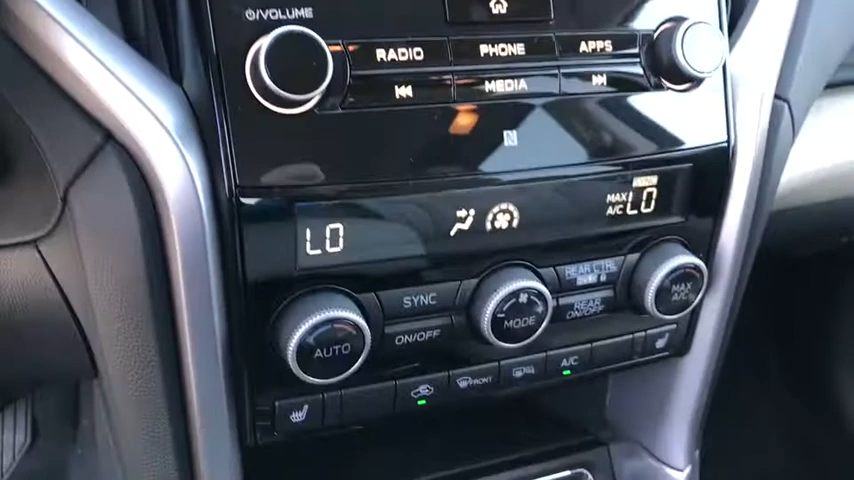 VOLUME
RADIO PHONE APPS
MEDIA
N
SYNC
LO MAX A/C LO
REAR CTRL
SYNC MODE REAR ON/OFF MAX A/C
AUTO ON/OFF
FRONT A/C